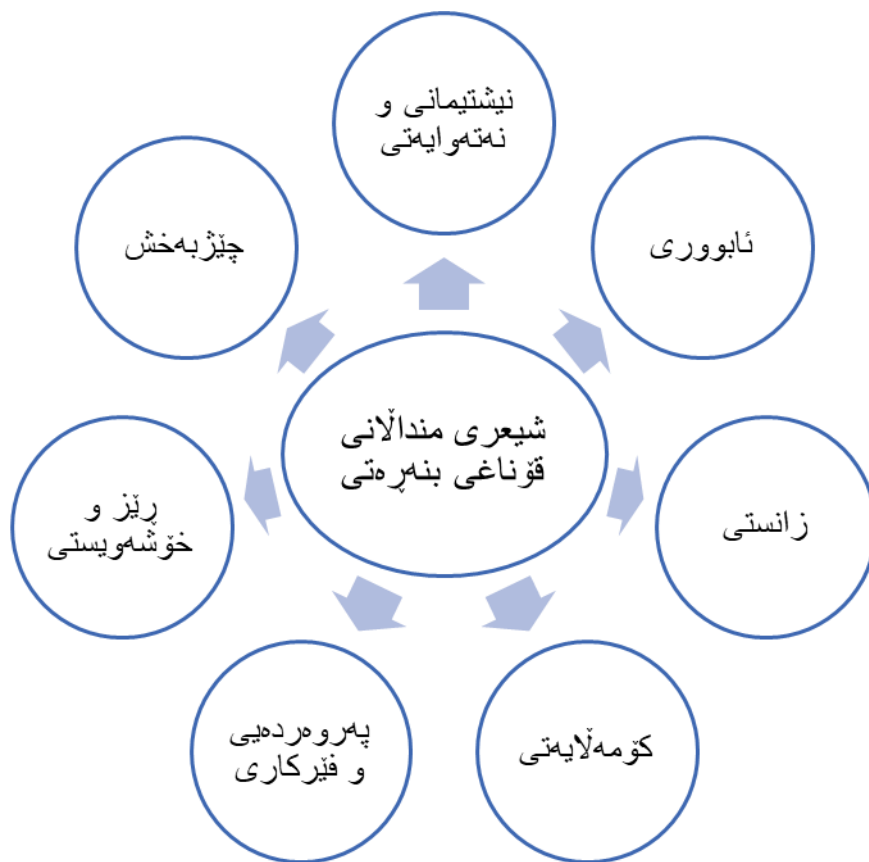 نیشتیمانی و
نەتەوایەتی
ئابووری
زانستی
کۆمەڵایەتی
پەروەردەیی
و فێرکاری
ڕێز و
خۆشەویستی
چێژبەخش
شیعری منداڵانی
قۆناغی بنەڕەتی